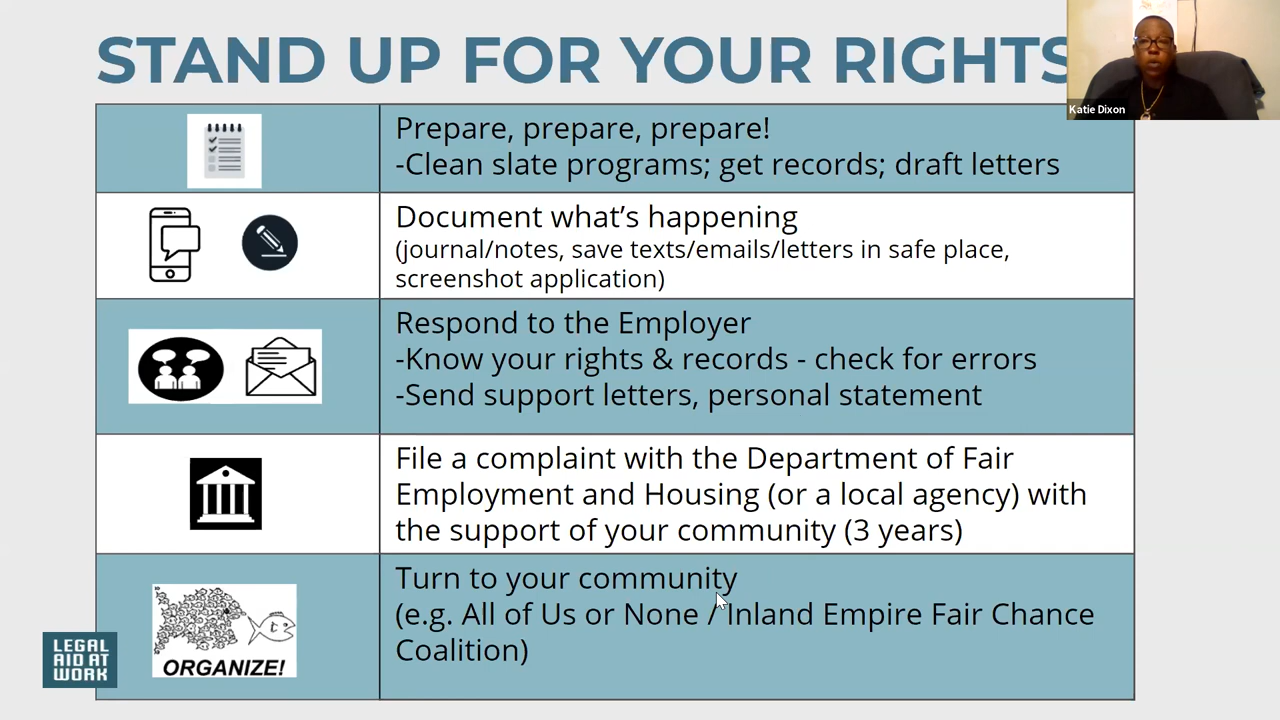 STAND UP FOR YOUR RIGHTS
Katie Dixon
Prepare, prepare, prepare!
-Clean slate programs; get records; draft letters
Document what’s happening
(journal/notes, save texts/emails/letters in safe place,
screenshot application)
Respond to the Employer
-Know your rights & records - check for errors
-Send support letters, personal statement
File a complaint with the Department of Fair
Employment and Housing (or a local agency) with
the support of your community (3 years)
Turn to your community
(e.g. All of Us or None / Inland Empire Fair Chance
Coalition)
ORGANIZE!
LEGAL
AID AT
WORK